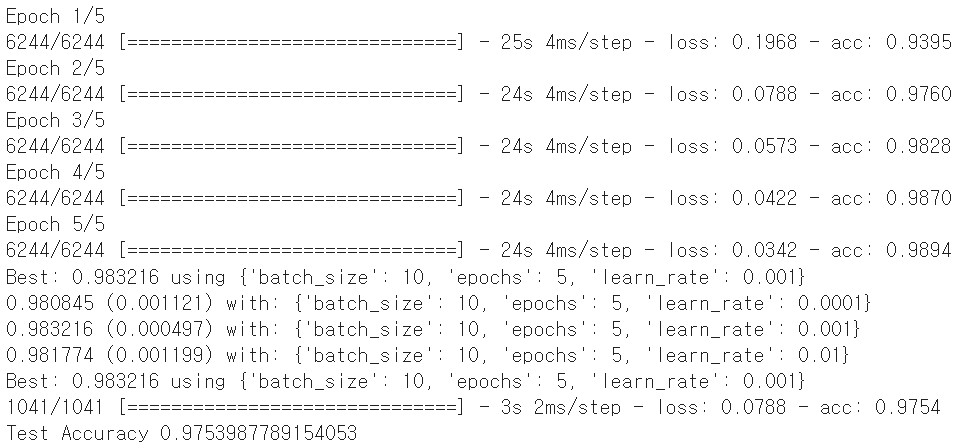 Epoch 1/5
6244/6244 [==============================] - 25s 4ms/step - loss: 0.1968 - acc: 0.9395
Epoch 2/5
6244/6244 [==============================] - 24s 4ms/step - loss: 0.0788 - acc: 0.9760
Epoch 3/5
6244/6244 [==============================] - 24s 4ms/step - loss: 0.0573 - acc: 0.9828
Epoch 4/5
6244/6244 [==============================] - 24s 4ms/step - loss: 0.0422 - acc: 0.9870
Epoch 5/5
6244/6244 [==============================] - 24s 4ms/step - loss: 0.0342 - acc: 0.9894
Best: 0.983216 using {'batch_size': 10, 'epochs': 5, 'learn_rate': 0.001}
0.980845 (0.001121) with: {'batch_size': 10, 'epochs': 5, 'learn_rate': 0.0001}
0.983216 (0.000497) with: {'batch_size': 10, 'epochs': 5, 'learn_rate': 0.001}
0.981774 (0.001199) with: {'batch_size': 10, 'epochs': 5, 'learn_rate': 0.01}
Best: 0.983216 using {'batch_size': 10, 'epochs': 5, 'learn_rate': 0.001}
1041/1041 [==============================] - 3s 2ms/step - loss: 0.0788 - acc: 0.9754
Test Accuracy 0.9753987789154053